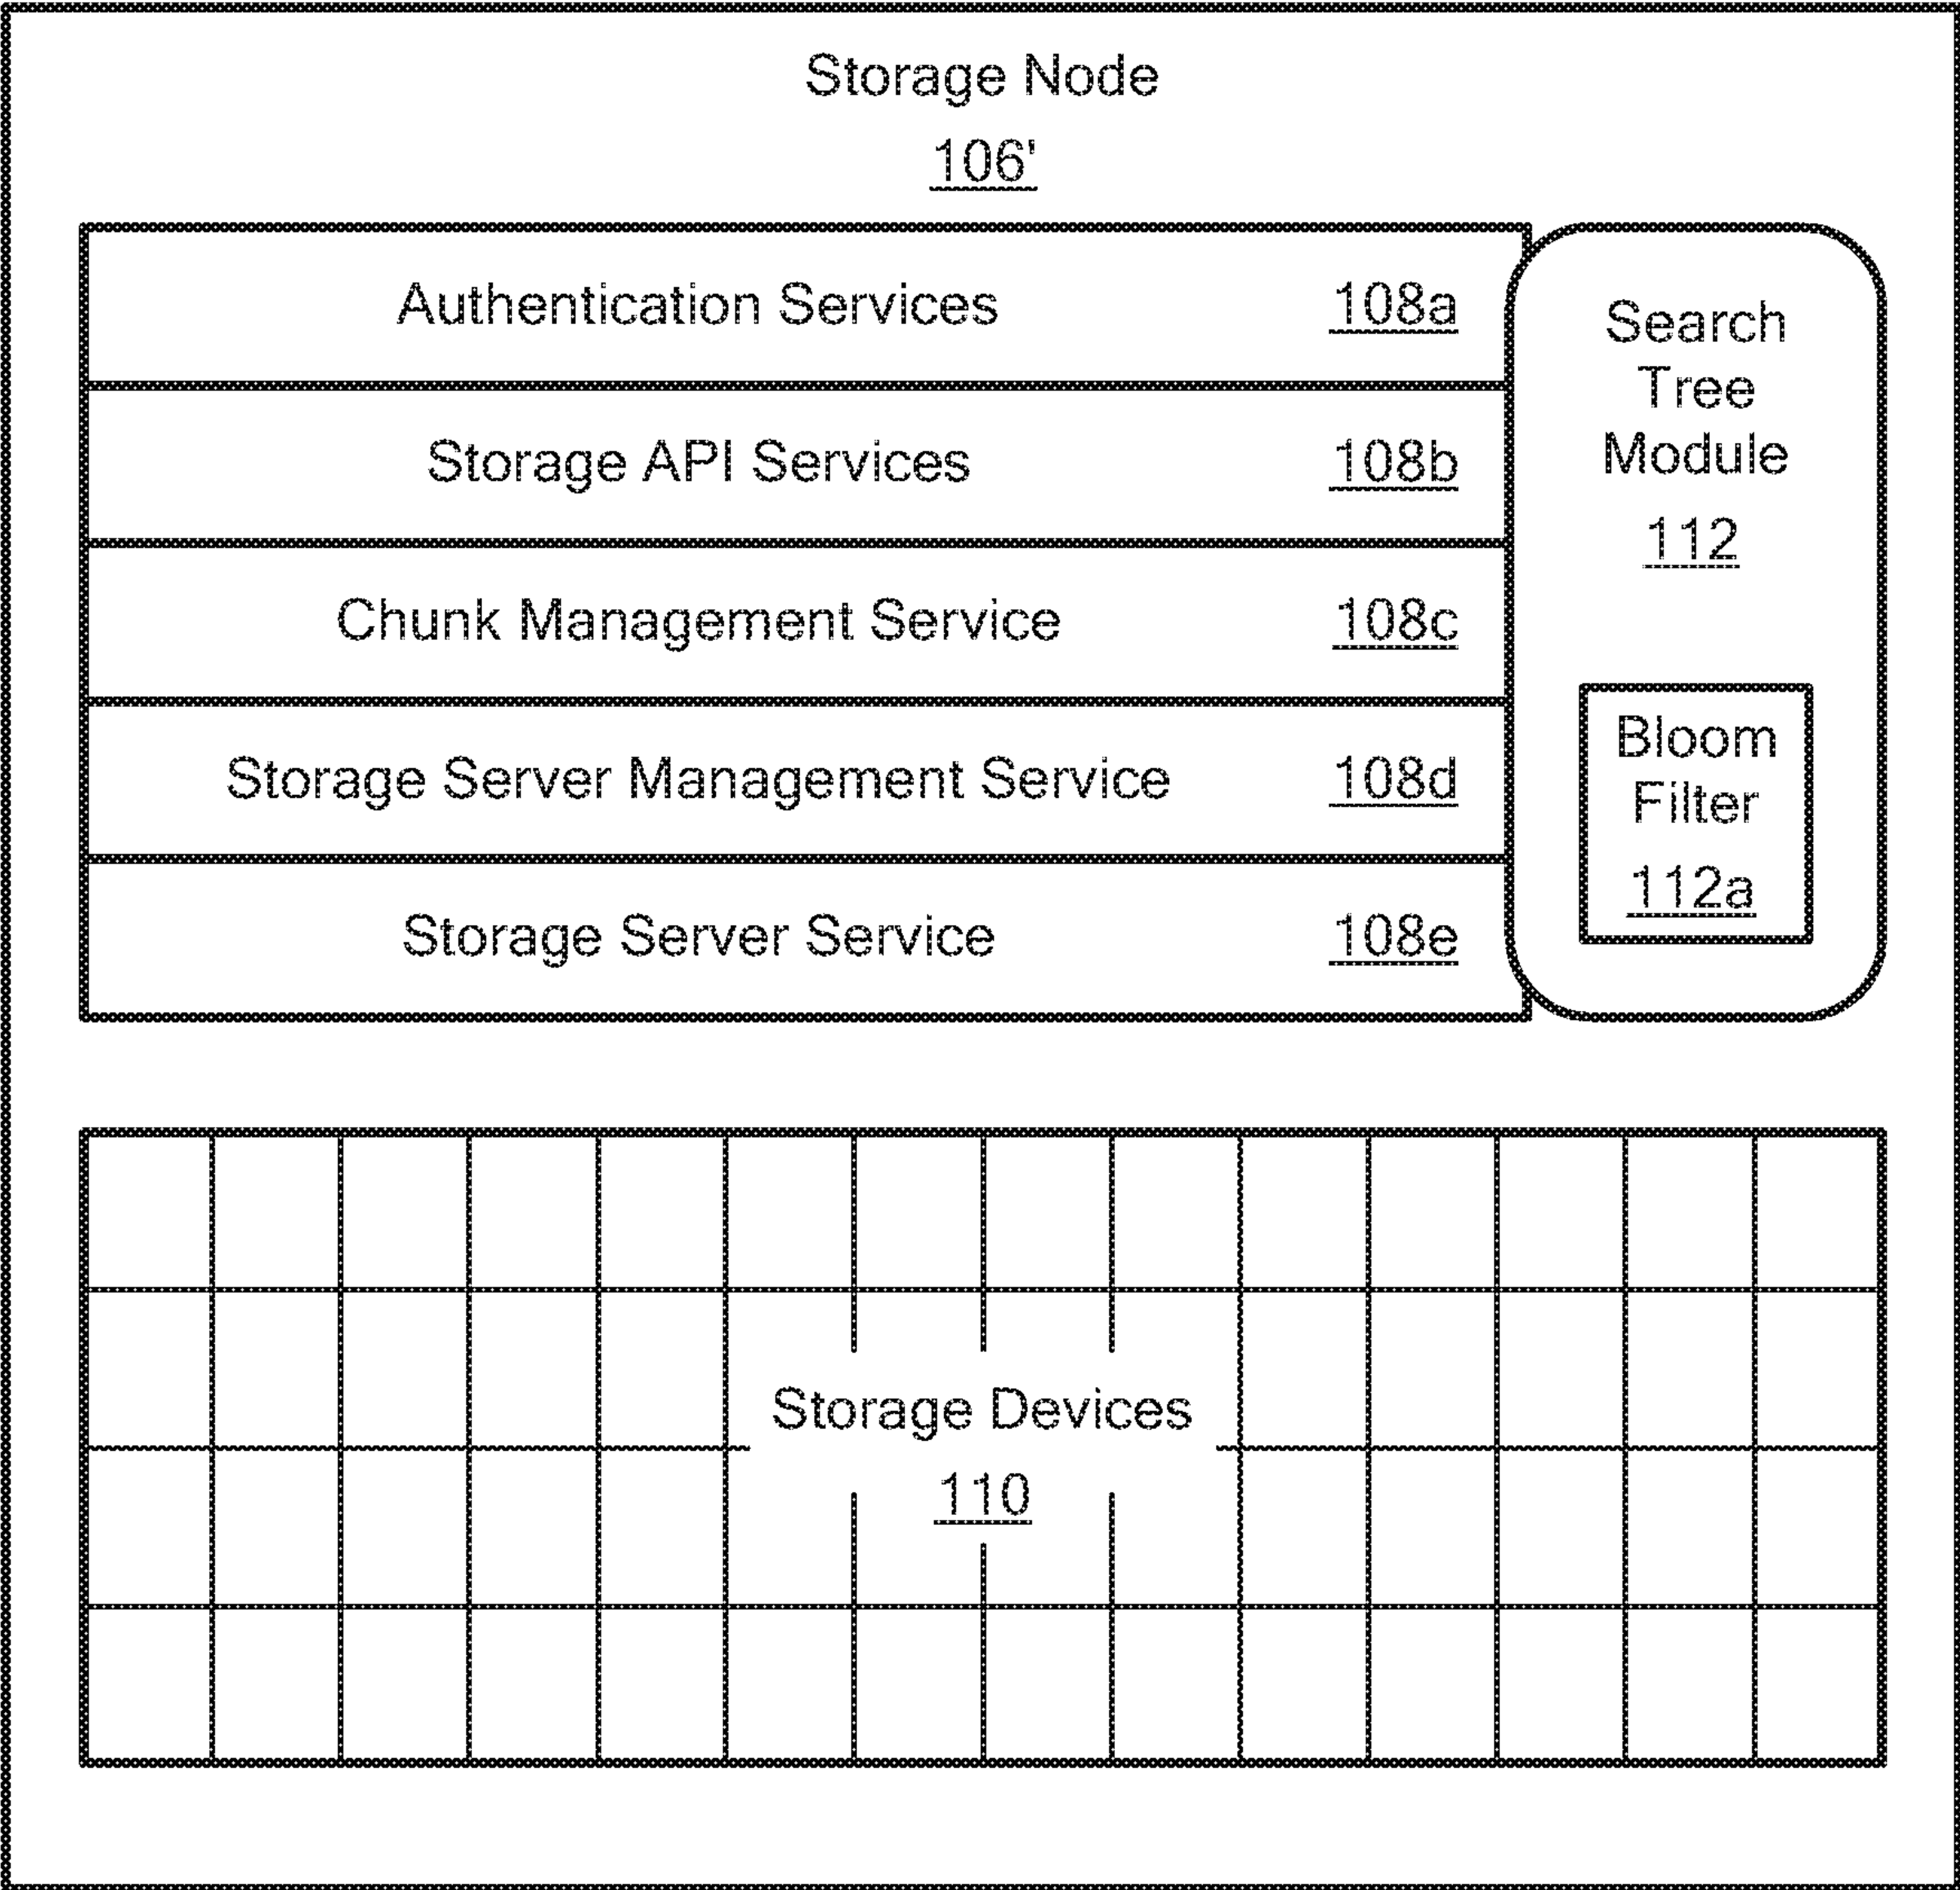 Storage Node
106'
Authentication Services 108a
Storage API Services 108b
Chunk Management Service 108c
Storage Server Management Service 108d
Storage Server Service 108e
Search
Tree
Module
112
Bloom
Filter
112a
Storage Devices
110